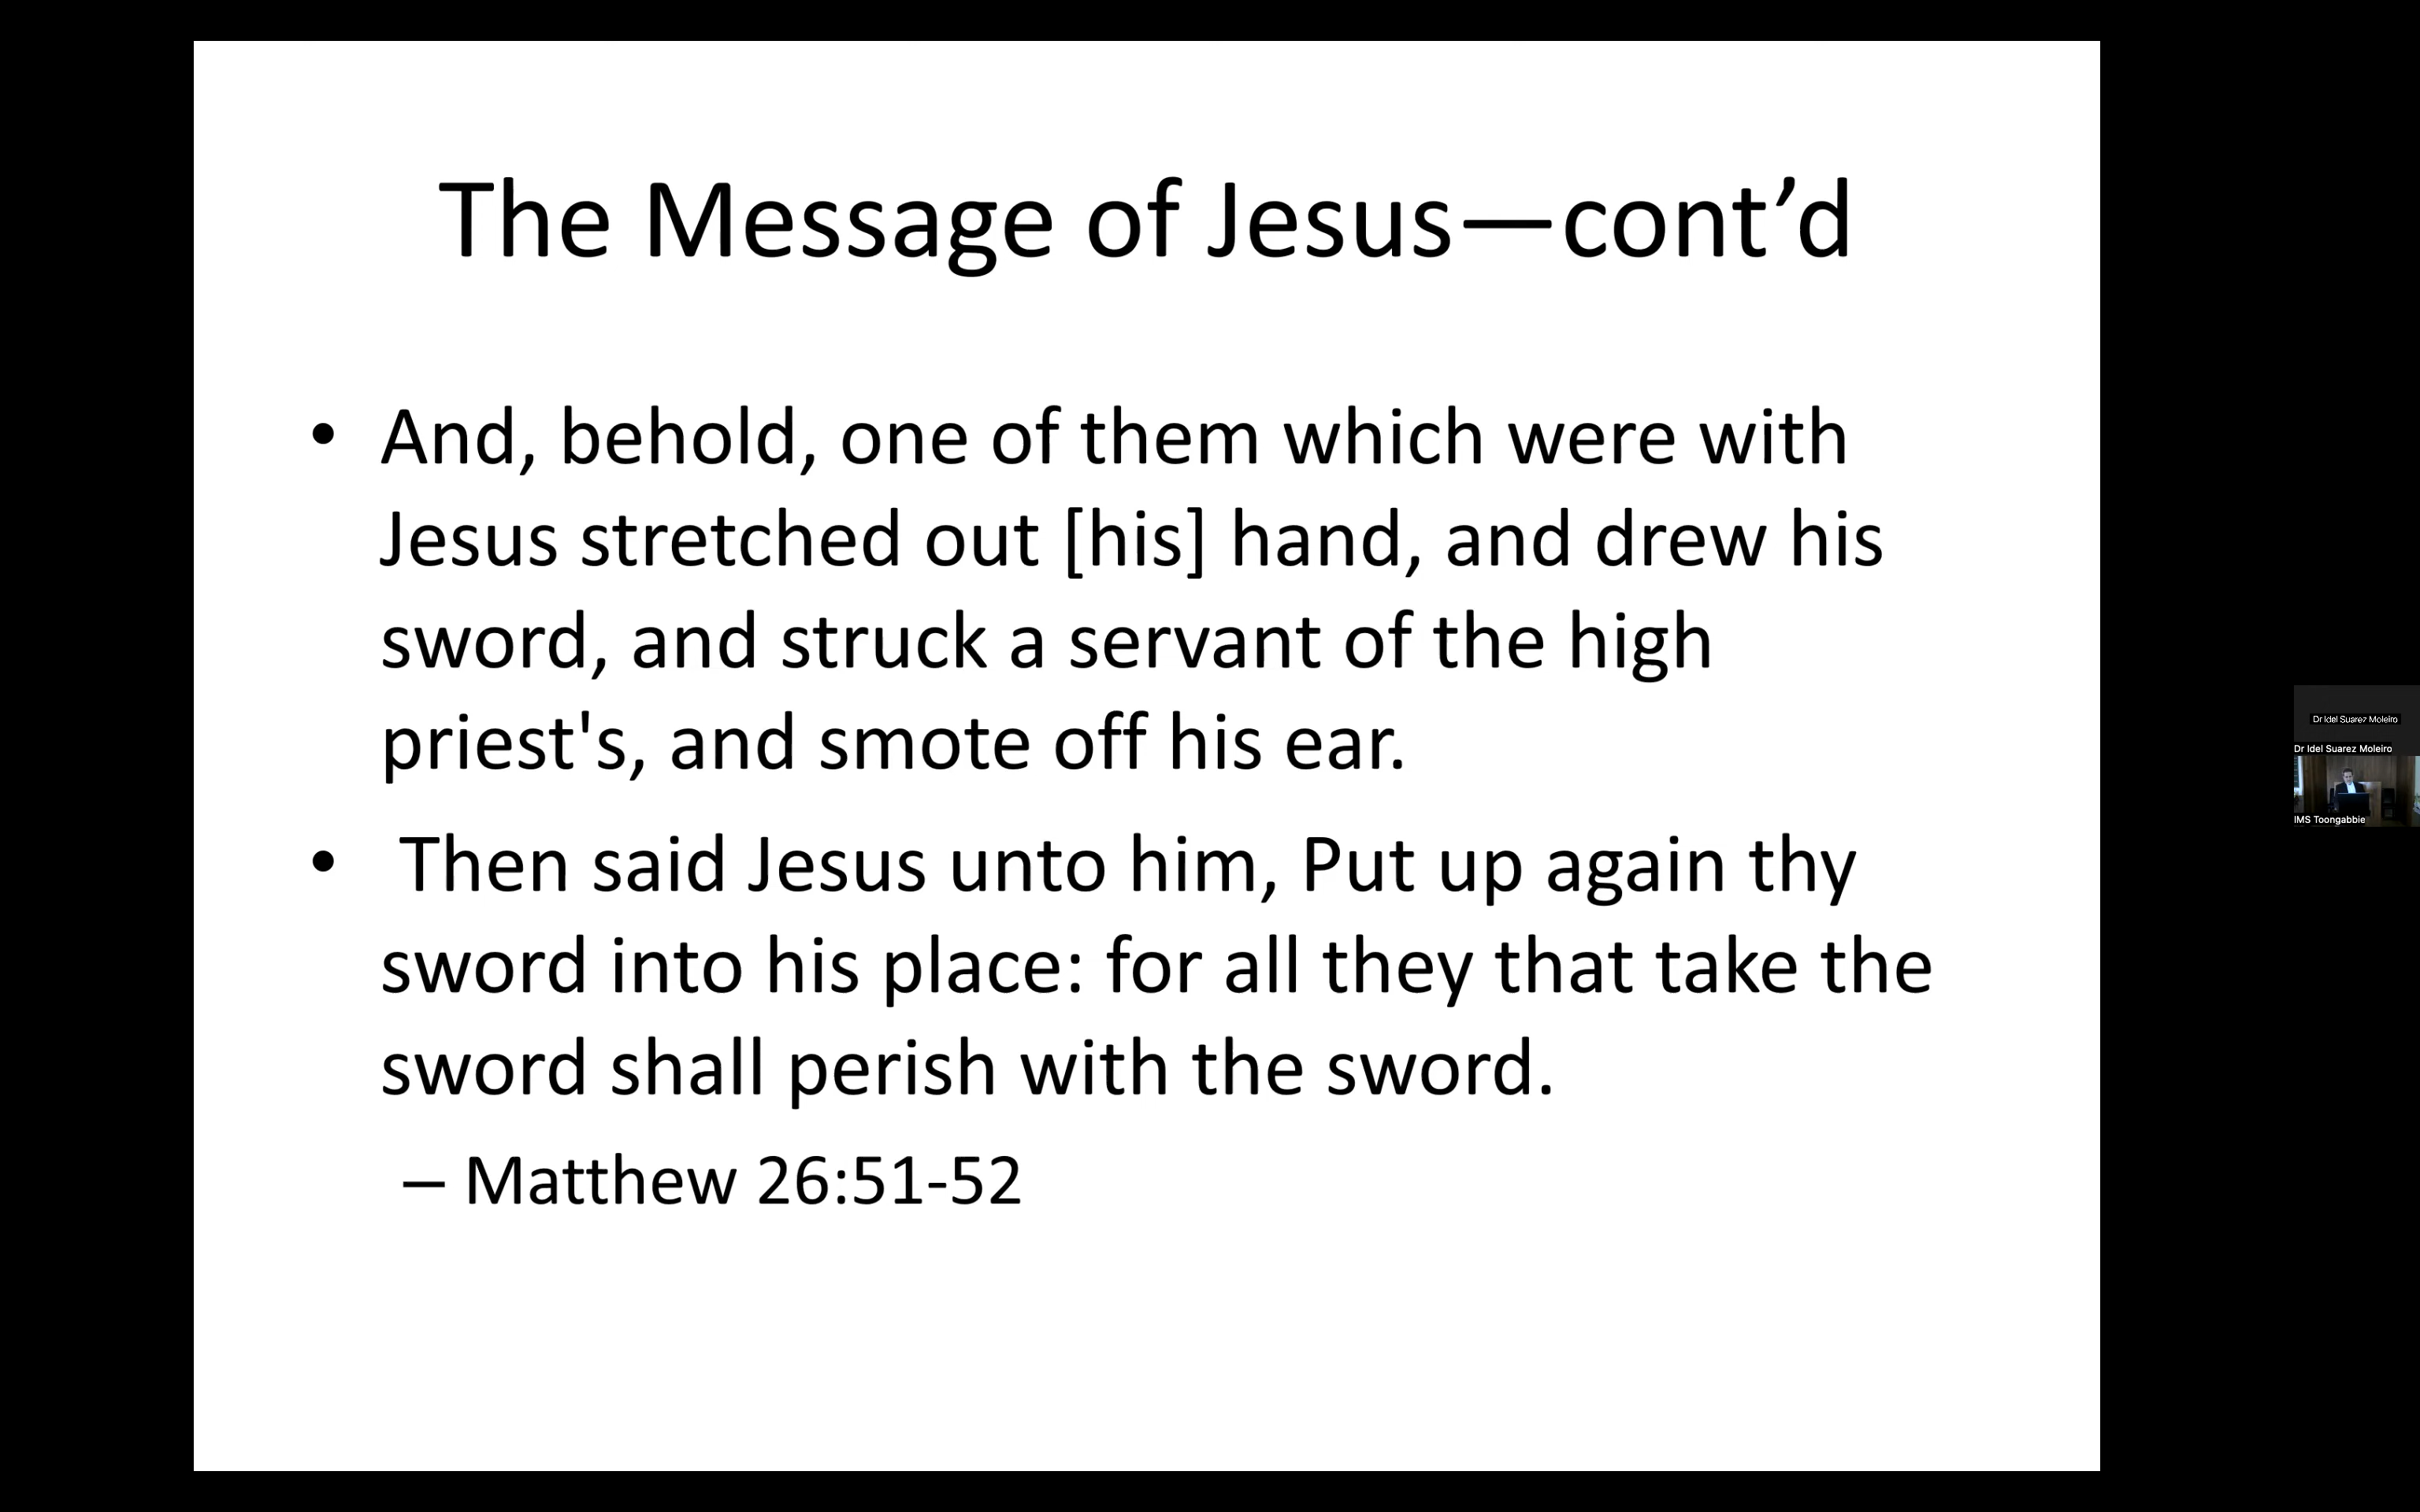 The Message of Jesus—cont’d
• And, behold, one of them which were with
Jesus stretched out [his] hand, and drew his
sword, and struck a servant of the high
priest's, and smote off his ear.
• Then said Jesus unto him, Put up again thy
sword into his place: for all they that take the
sword shall perish with the sword.
– Matthew 26:51-52
Dr Idel Suarez Moleiro
Dr Idel Suarez Moleiro
IMS Toongabbie